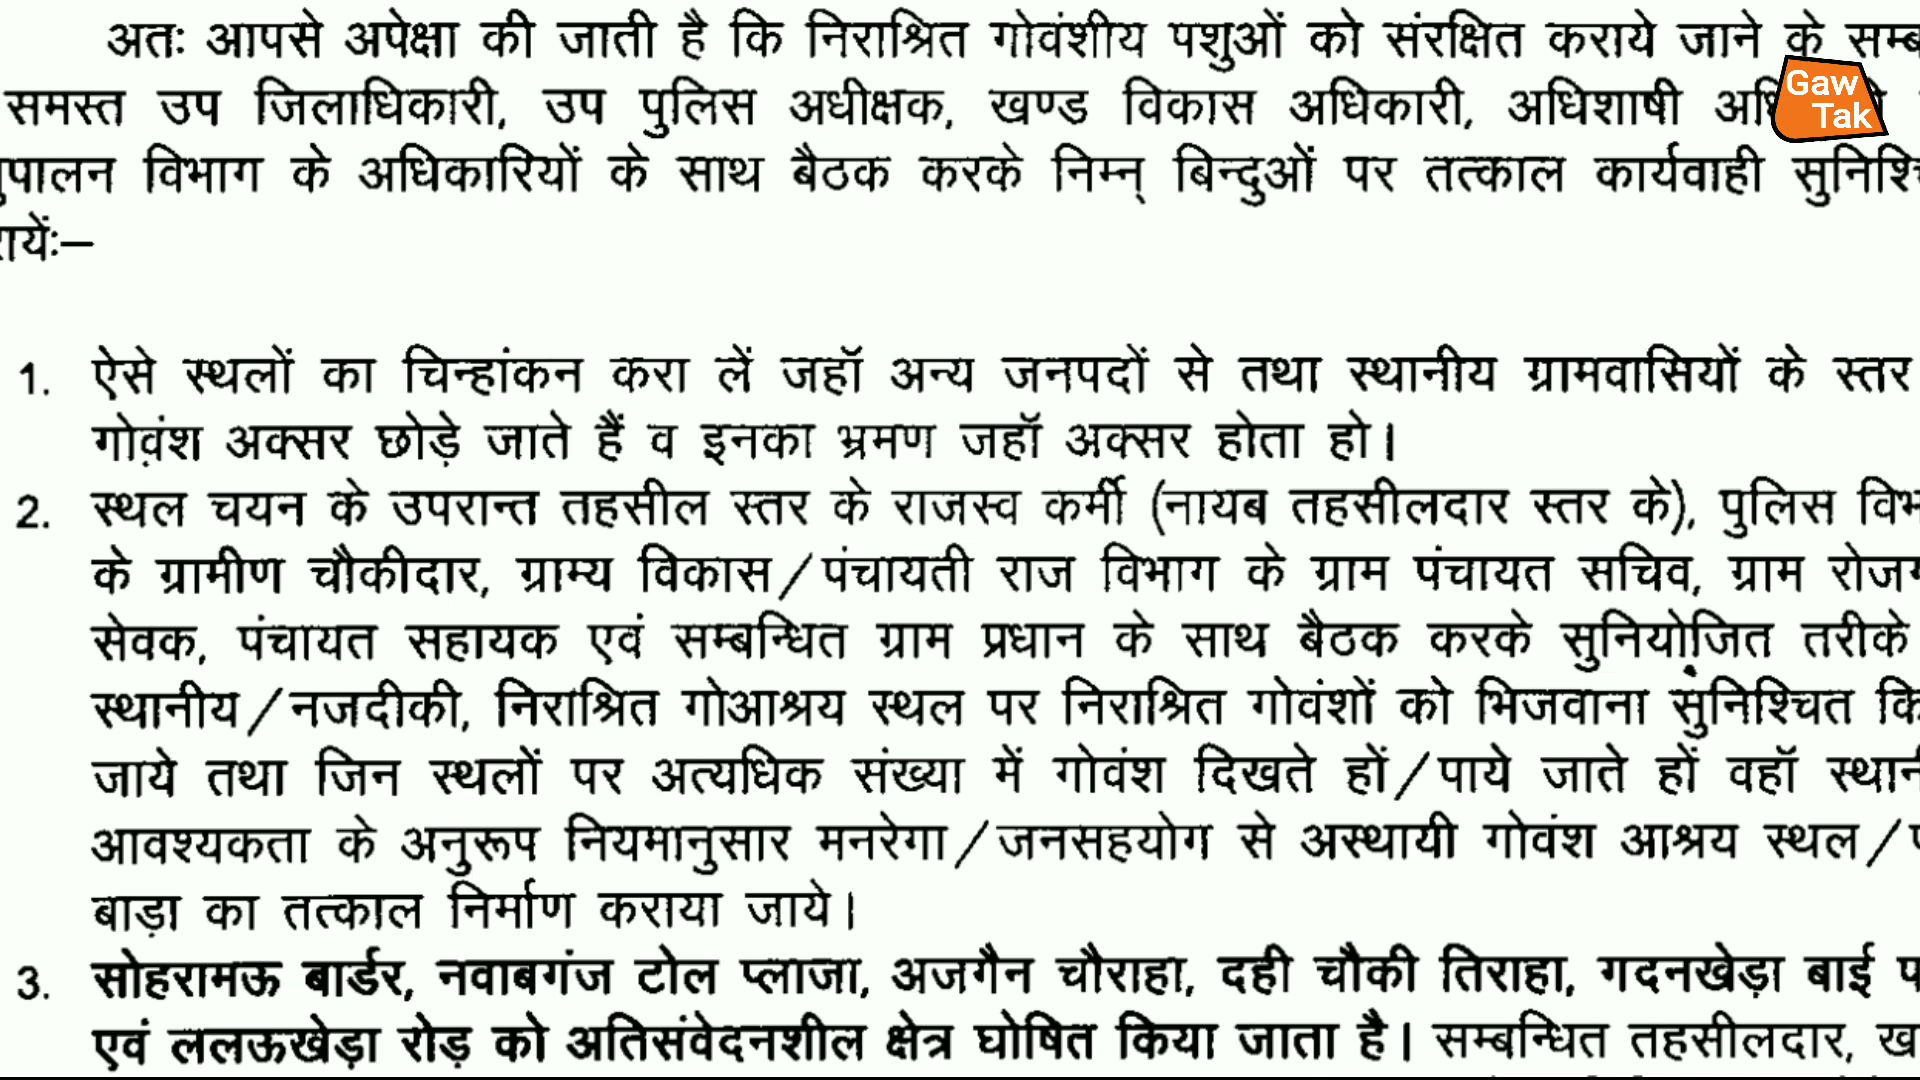 अतः आपसे अपेक्षा की जाती है कि निराश्रित गोवंशीय पशुओं को संरक्षित कराये जाने के
समस्त उप जिलाधिकारी, उप पुलिस अधीक्षक, खण्ड विकास अधिकारी, अधिशाषी
विभाग के अधिकारियों के साथ बैठक करके निम्न् बिन्दुओं पर तत्काल कार्यवाही
Gaw
Tak
1. ऐसे स्थलों का चिन्हांकन करा लें जहॉ अन्य जनपदों से तथा स्थानीय ग्रामवासियों के स्तर
गोवंश अक्सर छोड़े जाते हैं व इनका भ्रमण जहॉ अक्सर होता हो।
2. स्थल चयन के उपरान्त तहसील स्तर के राजस्व कर्मी (नायब तहसीलदार स्तर के), पुलिस
के ग्रामीण चौकीदार, ग्राम्य विकास/पंचायती राज विभाग के ग्राम पंचायत सचिव, ग्राम
सेवक, पंचायत सहायक एवं सम्बन्धित ग्राम प्रधान के साथ बैठक करके सुनियोजित तरीके
स्थानीय/नजदीकी, निराश्रित गोआश्रय स्थल पर निराश्रित गोवंशों को भिजवाना सुनिश्चित
जाये तथा जिन स्थलों पर अत्यधिक संख्या में गोवंश दिखते हों/पाये जाते हों वहॉ
आवश्यकता के अनुरूप नियमानुसार मनरेगा/जनसहयोग से अस्थायी गोवंश आश्रय स्थल/
बाड़ा का तत्काल निर्माण कराया जाये।
3. सोहरामऊ बार्डर, नवाबगंज टोल प्लाजा, अजगैन चौराहा, दही चौकी तिराहा, गदनखेड़ा बाई
एवं ललऊखेड़ा रोड़ को अतिसंवेदनशील क्षेत्र घोषित किया जाता है। सम्बन्धित तहसीलदार,